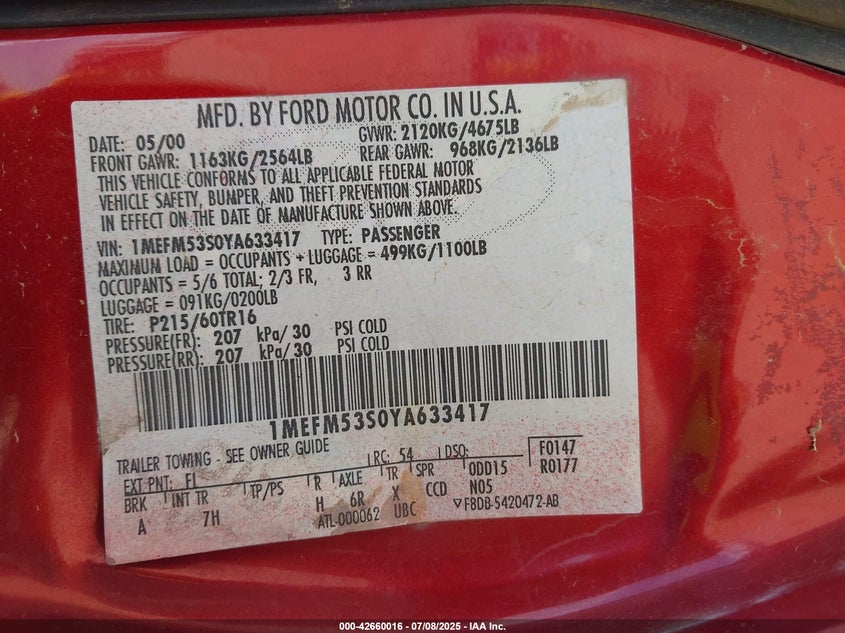 MFD. BY FORD MOTOR CO. IN U.S.A.
DATE: 05/00 GVWR: 2120KG/4675LB
FRONT GAWR: 1163KG/2564LB REAR GAWR: 968KG/2136LB
THIS VEHICLE CONFORMS TO ALL APPLICABLE FEDERAL MOTOR
VEHICLE SAFETY, BUMPER, AND THEFT PREVENTION STANDARDS
IN EFFECT ON THE DATE OF MANUFACTURE SHOWN ABOVE.
VIN: 1MEFM53S0YA633417 TYPE: PASSENGER
MAXIMUM LOAD = OCCUPANTS + LUGGAGE = 499KG/1100LB
OCCUPANTS = 5/6 TOTAL; 2/3 FR, 3 RR
LUGGAGE = 091KG/0200LB
TIRE: P215/60TR16
PRESSURE(FR): 207 kPa/ 30 PSI COLD
PRESSURE(RR): 207 kPa/ 30 PSI COLD
1MEFM53S0YA633417
TRAILER TOWING - SEE OWNER GUIDE
EXT PNT: FL RC: 54 DSO: F0147
BRK INT TR TP/PS R AXLE TR SPR ODD15 R0177
A 7H H 6R X CCD N05
ATL-000062 UBC F8DB-5420472-AB
000-42660016 - 07/08/2025 - IAA Inc.